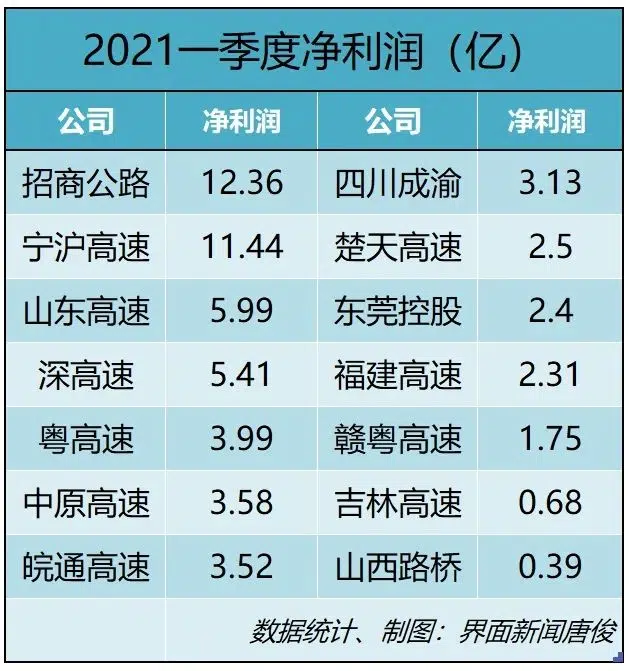 2021一季度净利润（亿）
公司 净利润 公司 净利润
招商公路 12.36 四川成渝 3.13
宁沪高速 11.44 楚天高速 2.5
山东高速 5.99 东莞控股 2.4
深高速 5.41 福建高速 2.31
粤高速 3.99 赣粤高速 1.75
中原高速 3.58 吉林高速 0.68
皖通高速 3.52 山西路桥 0.39
数据统计、制图：界面新闻唐俊